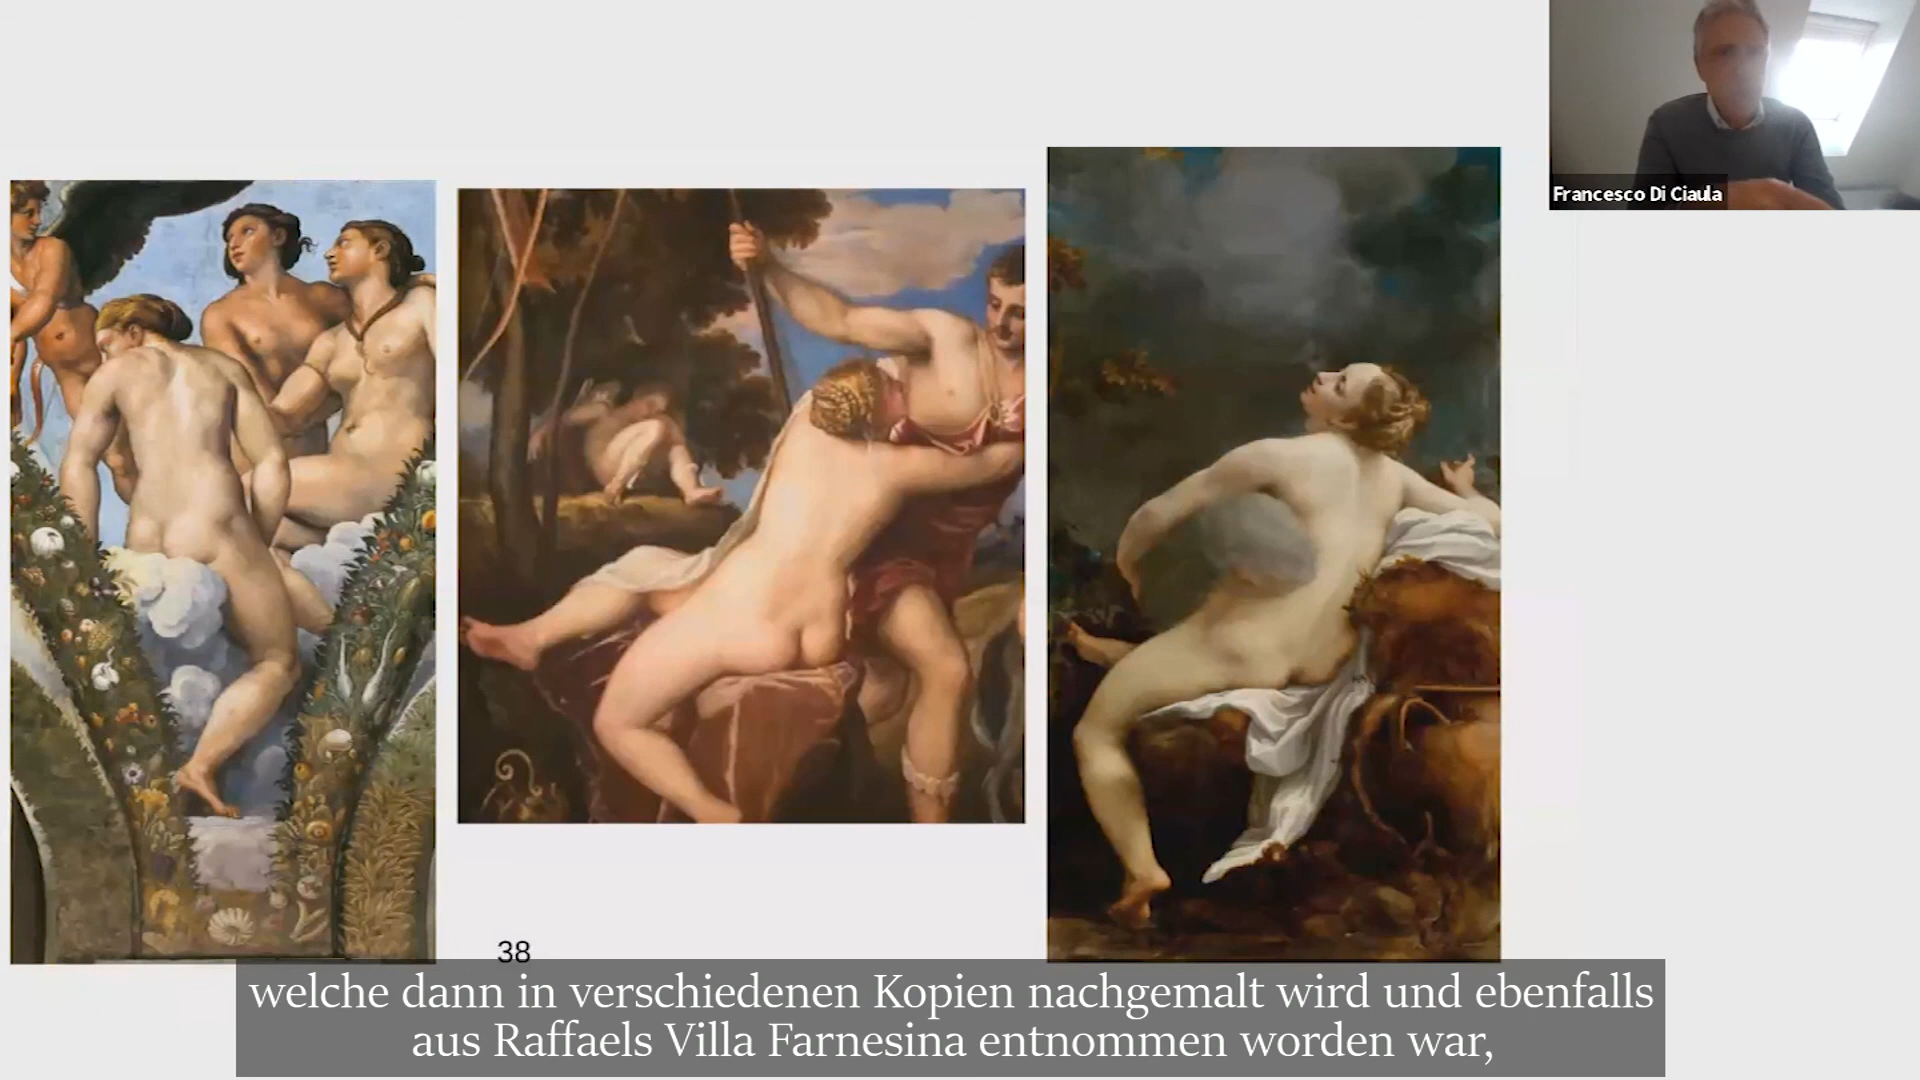 Francesco Di Ciaula
38
welche dann in verschiedenen Kopien nachgemalt wird und ebenfalls
aus Raffaels Villa Farnesina entnommen worden war,